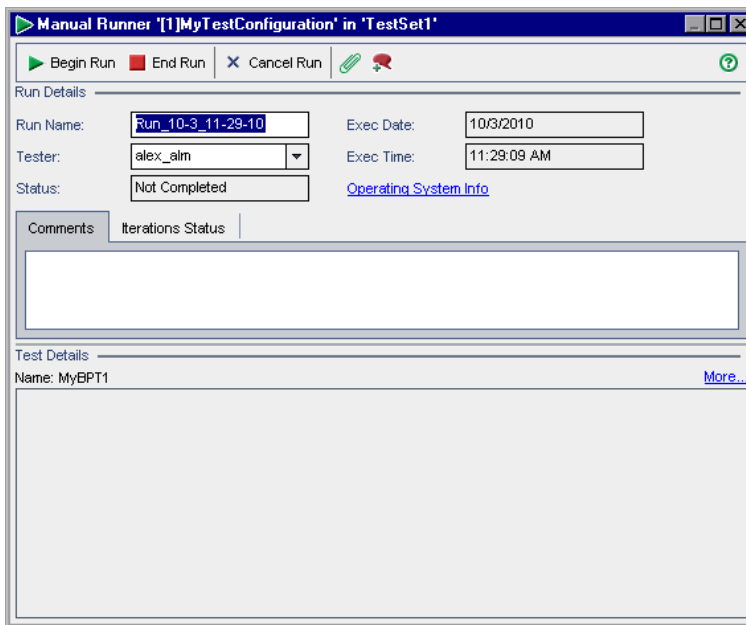 Manual Runner '[1]MyTestConfiguration' in 'TestSet1'
Begin Run End Run Cancel Run
Run Details
Run Name: Run_10-3_11-29-10 Exec Date: 10/3/2010
Tester: alex_alm Exec Time: 11:29:09 AM
Status: Not Completed Operating System Info
Comments Iterations Status
Test Details
Name: MyBPT1 More...